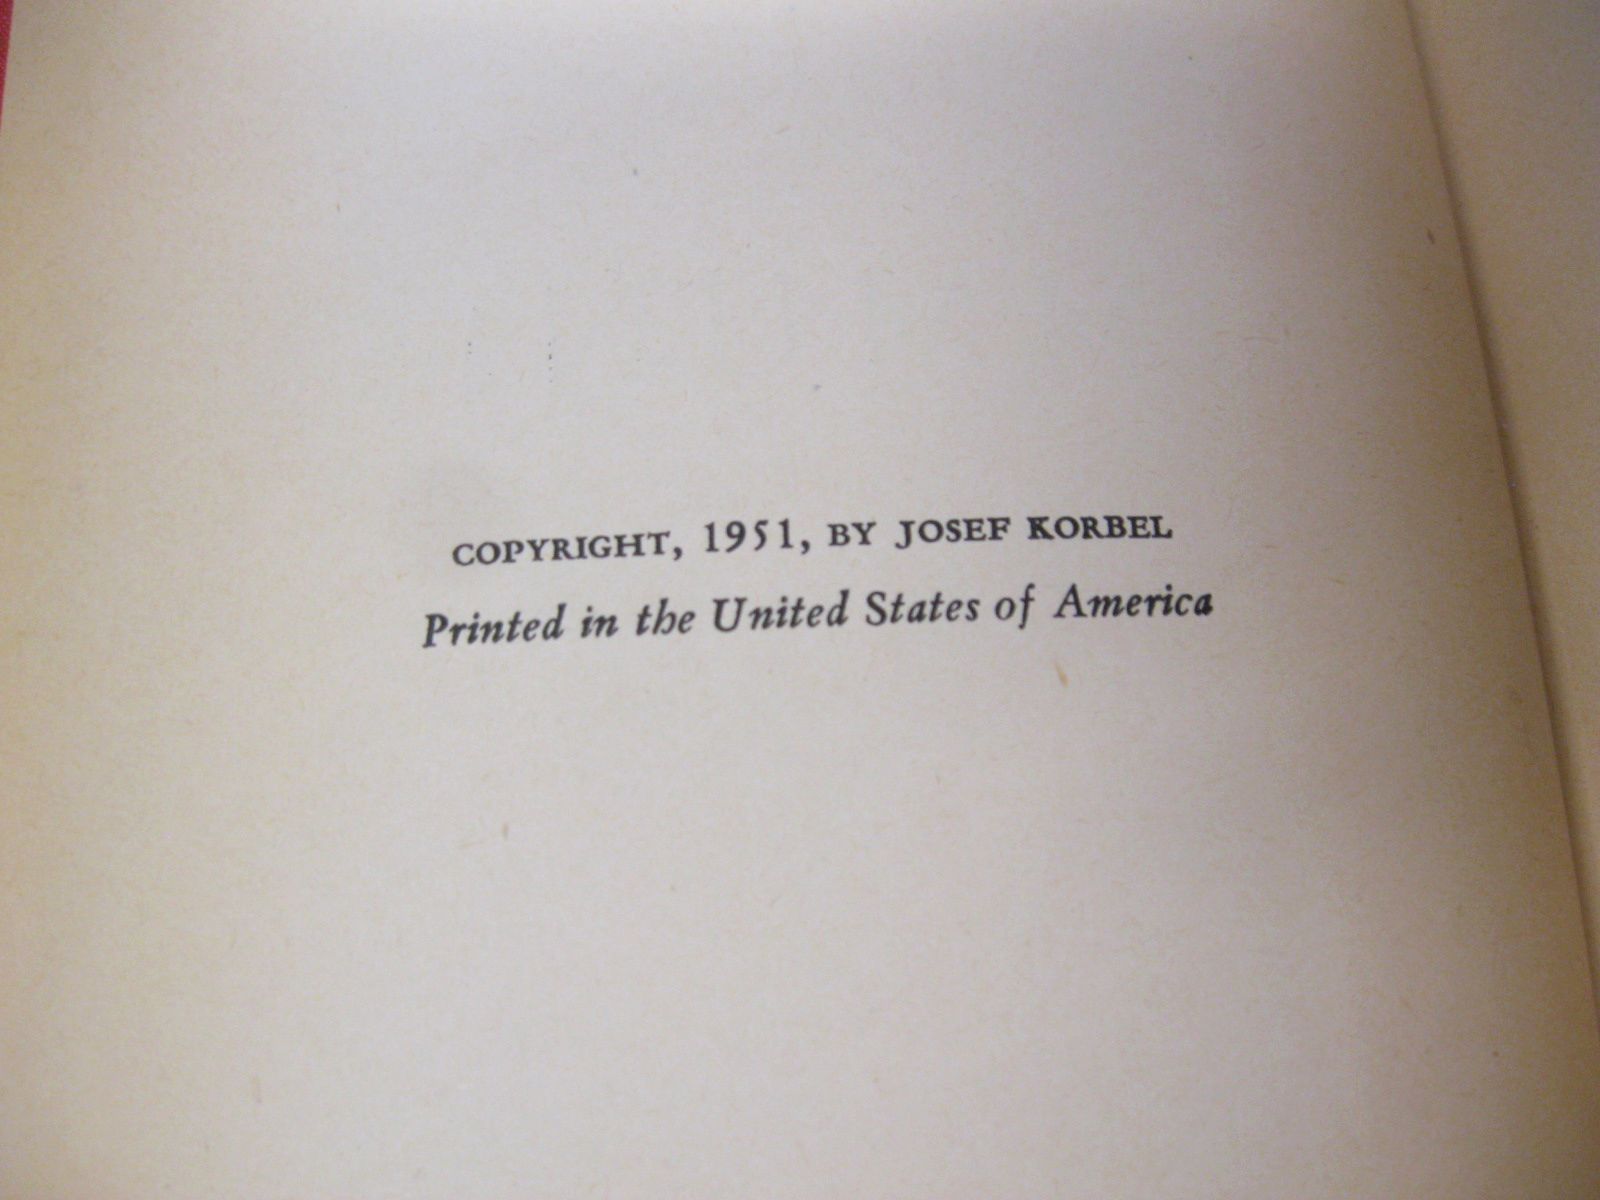 COPYRIGHT, 1951, BY JOSEF KORBEL
Printed in the United States of America